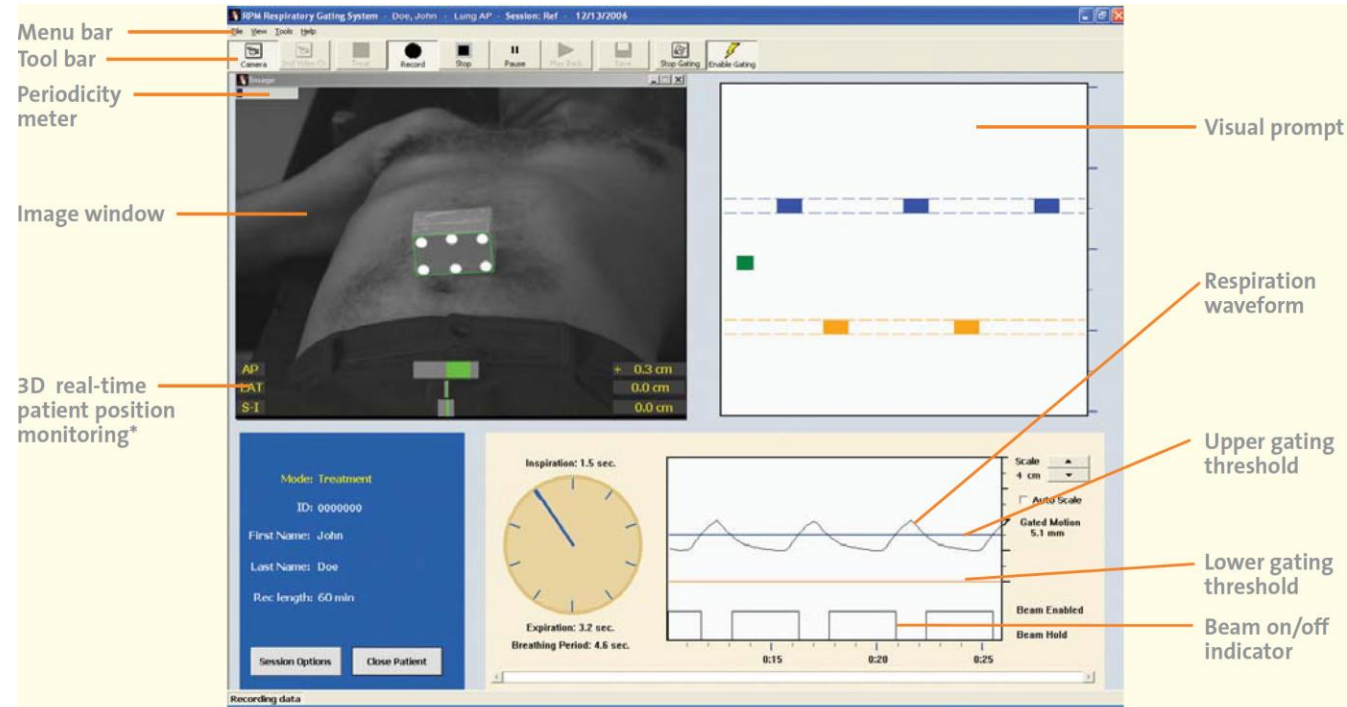 RPM Respiratory Gating System - Doe, John - Lung AP - Session: Ref - 12/13/2006
File View Tools Help
Camera 2nd Video Ch Treat Record Stop Pause Play Back Save Stop Gating Enable Gating
Image
Menu bar
Tool bar
Periodicity
meter
Image window
3D real-time
patient position
monitoring*
AP + 0.3 cm
LAT 0.0 cm
S-I 0.0 cm
Visual prompt
Respiration
waveform
Upper gating
threshold
Lower gating
threshold
Beam on/off
indicator
Mode: Treatment
ID: 0000000
First Name: John
Last Name: Doe
Rec length: 60 min
Session Options Close Patient
Inspiration: 1.5 sec.
Expiration: 3.2 sec.
Breathing Period: 4.6 sec.
Scale
4 cm
Auto Scale
Gated Motion
5.1 mm
Beam Enabled
Beam Hold
0:15 0:20 0:25
Recording data